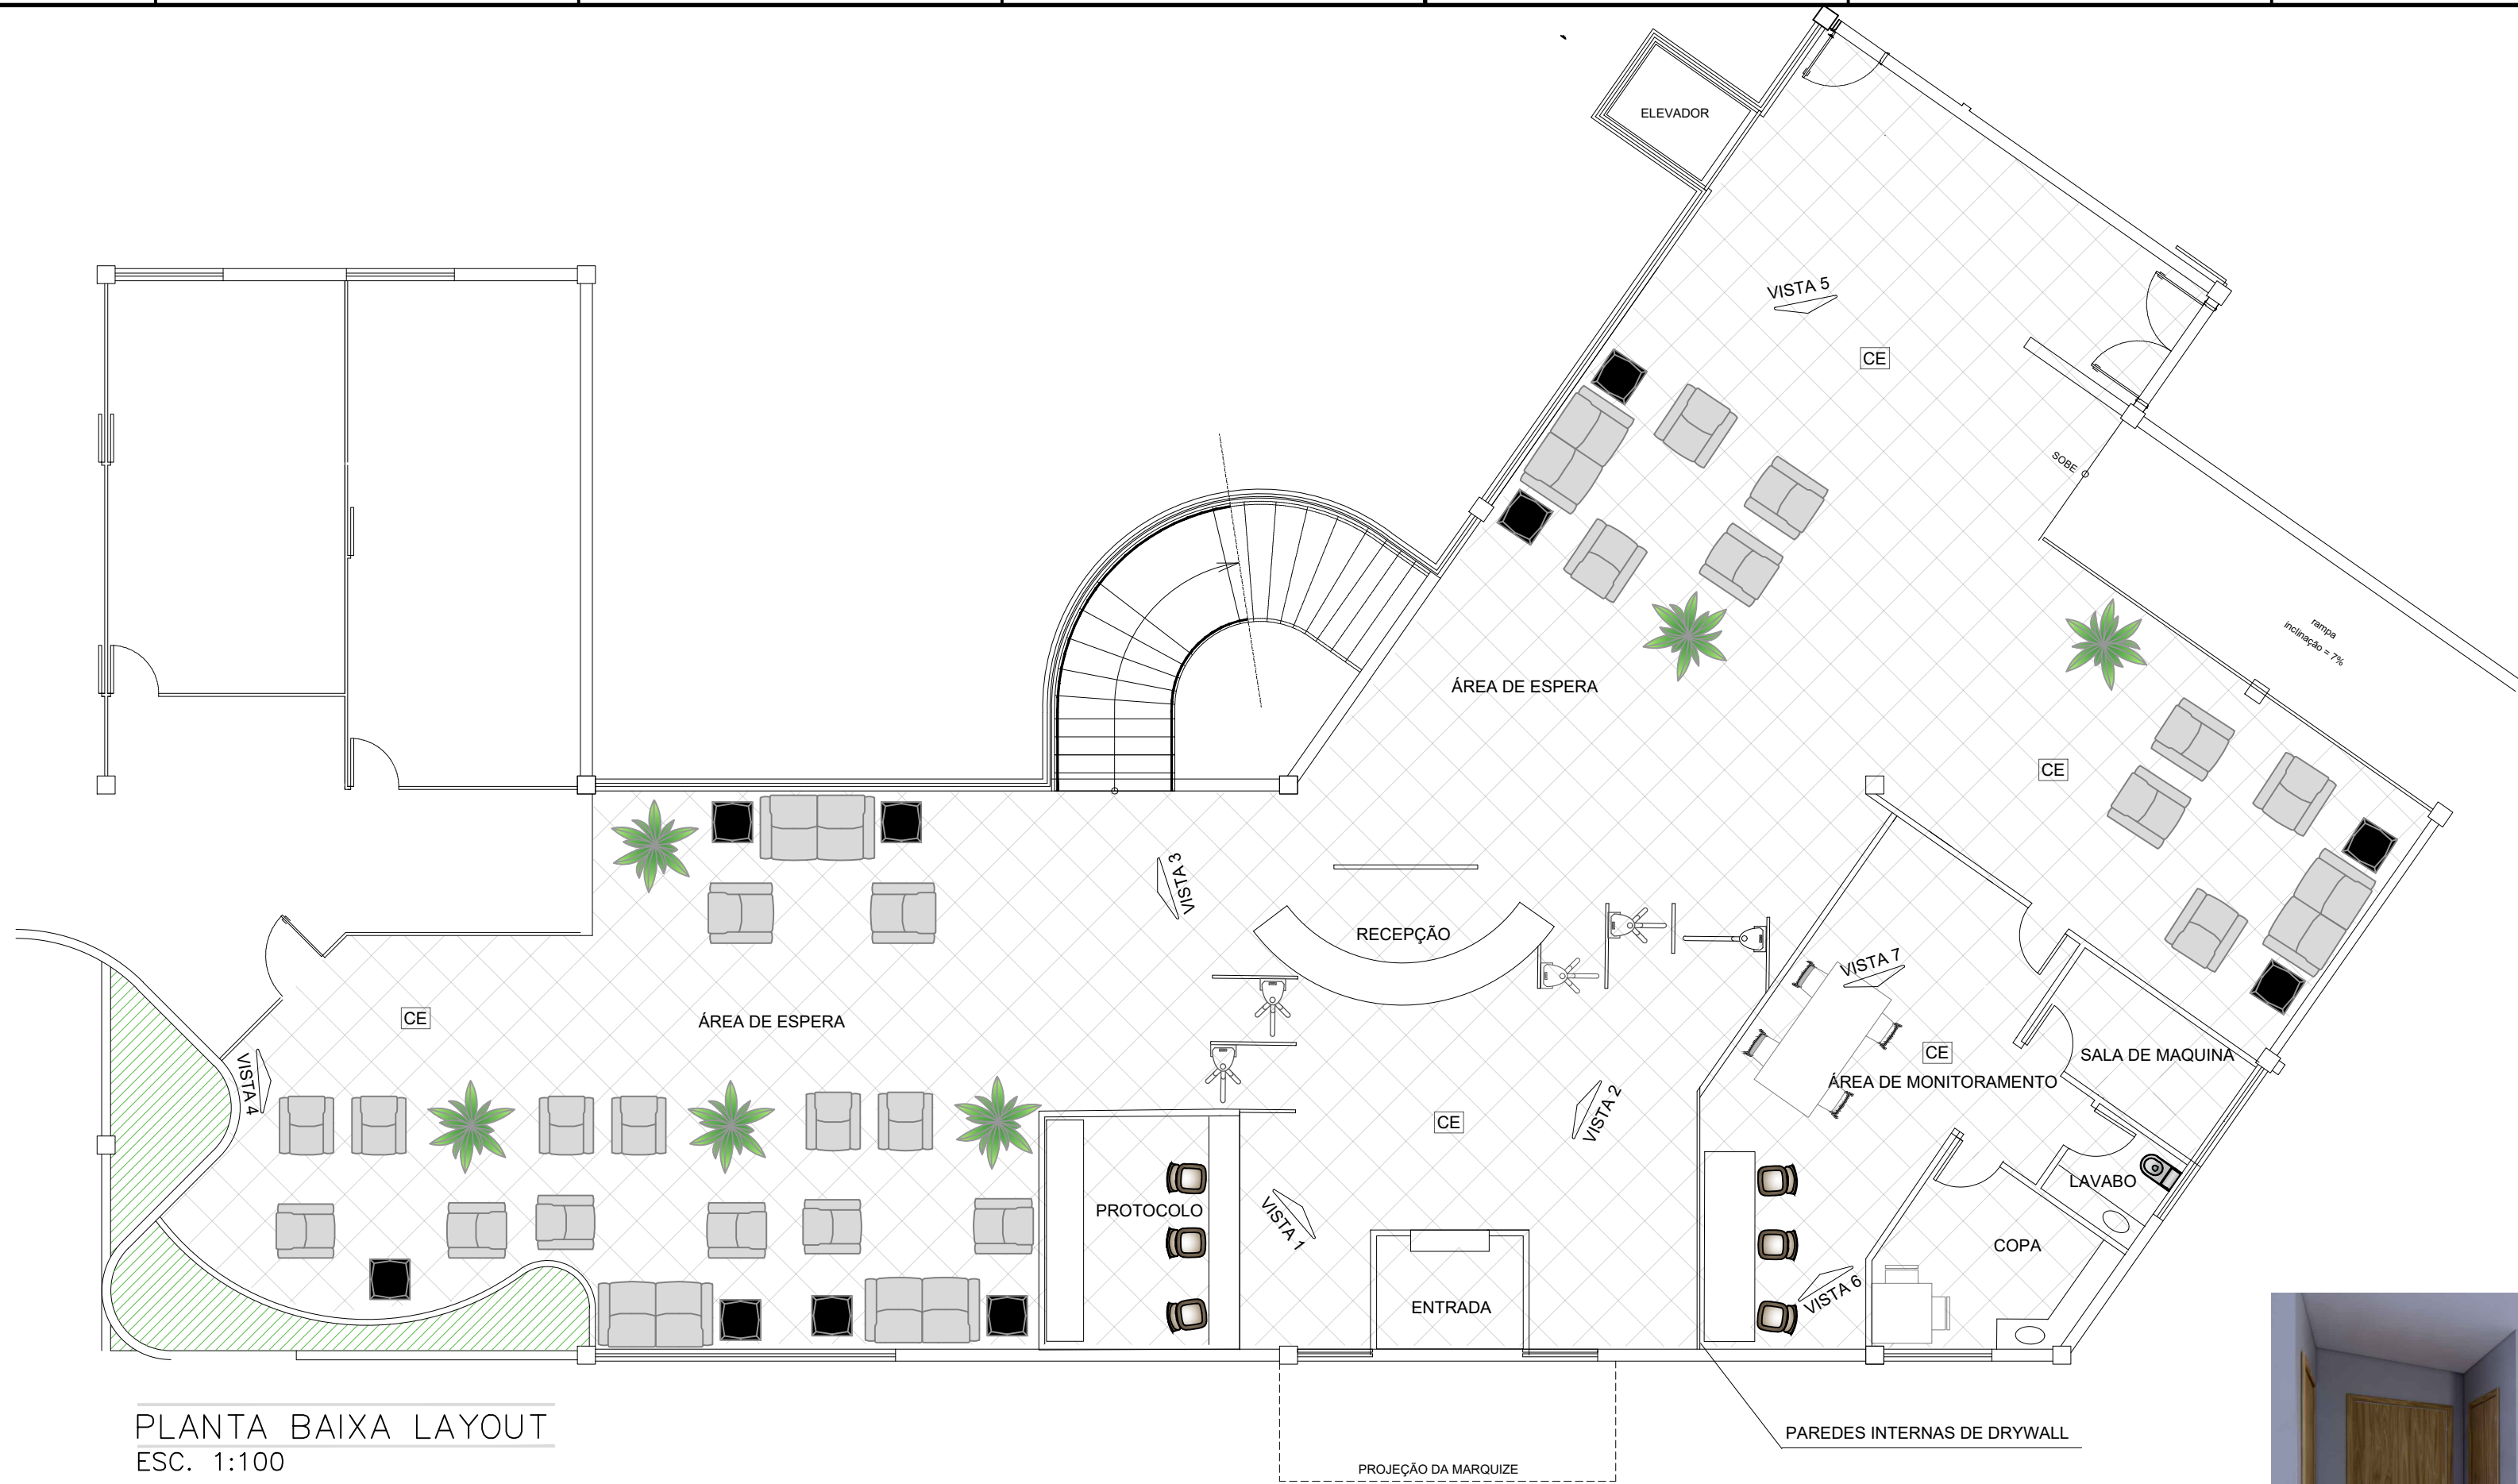 ELEVADOR
VISTA 5
CE
SOBE
rampa
inclinação = 7%
ÁREA DE ESPERA
CE
VISTA 3
RECEPÇÃO
VISTA 7
CE
ÁREA DE ESPERA
CE
SALA DE MAQUINA
ÁREA DE MONITORAMENTO
VISTA 4
VISTA 2
CE
LAVABO
PROTOCOLO
VISTA 1
COPA
VISTA 6
ENTRADA
PLANTA BAIXA LAYOUT
ESC. 1:100
PAREDES INTERNAS DE DRYWALL
PROJEÇÃO DA MARQUIZE